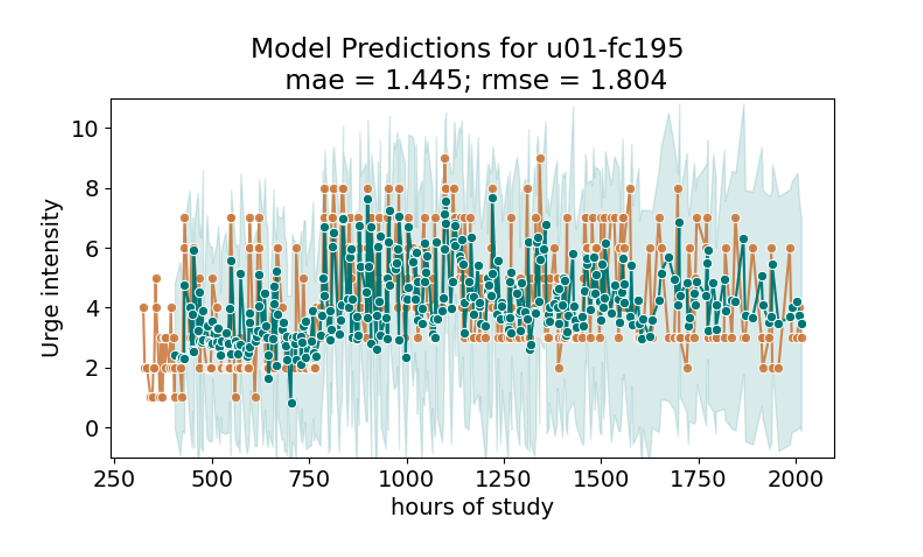 Model Predictions for u01-fc195
mae = 1.445; rmse = 1.804
Urge intensity
10
8
6
4
2
0
250 500 750 1000 1250 1500 1750 2000
hours of study